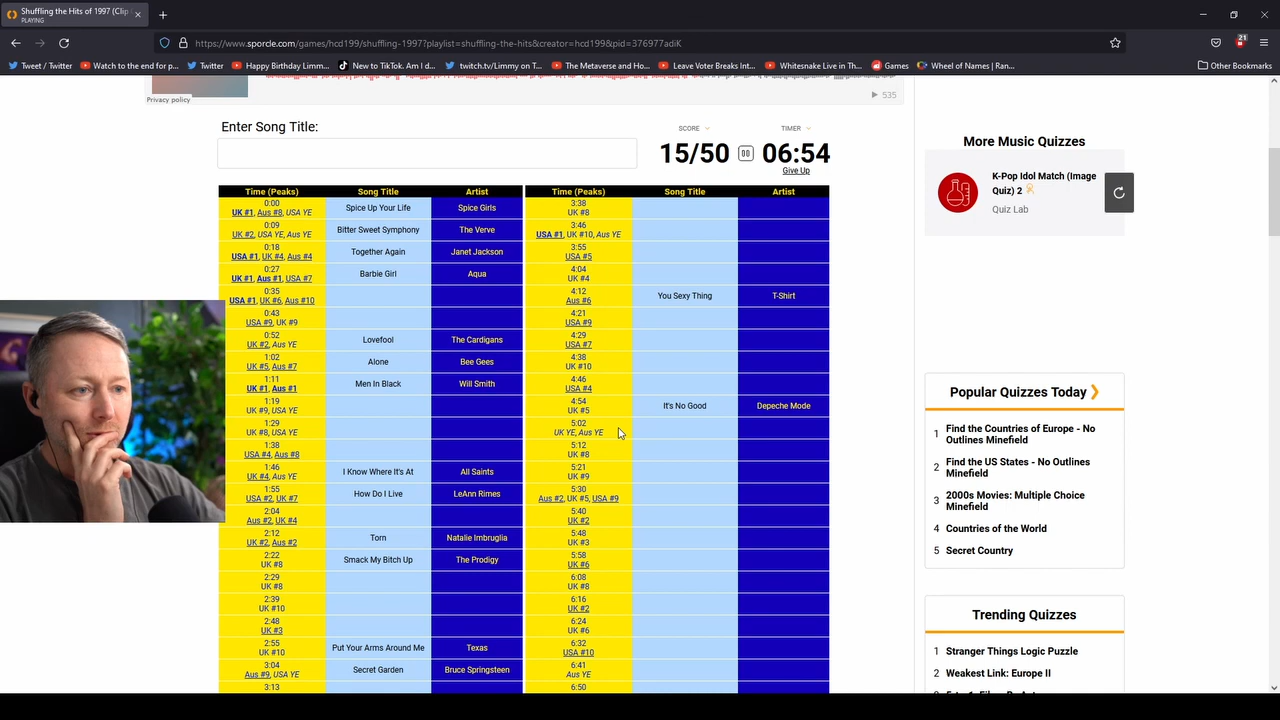 Shuffling the Hits of 1997 (Clip C
PLAYING
https://www.sporcle.com/games/hcd199/shuffling-1997?playlist=shuffling-the-hits&creator=hcd199&pid=376977adiK
21
Tweet / Twitter
Watch to the end for p...
Twitter
Happy Birthday Limm...
New to TikTok. Am I d...
twitch.tv/Limmy on T...
The Metaverse and Ho...
Leave Voter Breaks Int...
Whitesnake Live in Th...
Games
Wheel of Names | Ran...
Other Bookmarks
Privacy policy
535
Enter Song Title:
SCORE
15/50
TIMER
06:54
Give Up
Time (Peaks) Song Title Artist
0:00
UK #1, Aus #8, USA YE
Spice Up Your Life Spice Girls
0:09
UK #2, USA YE, Aus YE
Bitter Sweet Symphony The Verve
0:18
USA #1, UK #4, Aus #4
Together Again Janet Jackson
0:27
UK #1, Aus #1, USA #7
Barbie Girl Aqua
0:35
USA #1, UK #6, Aus #10
0:43
USA #9, UK #9
0:52
UK #2, Aus YE
Lovefool The Cardigans
1:02
UK #5, Aus #7
Alone Bee Gees
1:11
UK #1, Aus #1
Men In Black Will Smith
1:19
UK #9, USA YE
1:29
UK #8, USA YE
1:38
USA #4, Aus #8
1:46
UK #4, Aus YE
I Know Where It's At All Saints
1:55
USA #2, UK #7
How Do I Live LeAnn Rimes
2:04
Aus #2, UK #4
2:12
UK #2, Aus #2
Torn Natalie Imbruglia
2:22
UK #8
Smack My Bitch Up The Prodigy
2:29
UK #8
2:39
UK #10
2:48
UK #3
2:55
UK #10
Put Your Arms Around Me Texas
3:04
Aus #9, USA YE
Secret Garden Bruce Springsteen
3:13
Time (Peaks) Song Title Artist
3:38
UK #8
3:46
USA #1, UK #10, Aus YE
3:55
USA #5
4:04
UK #4
4:12
Aus #6
You Sexy Thing T-Shirt
4:21
USA #9
4:29
USA #7
4:38
UK #10
4:46
USA #4
4:54
UK #5
It's No Good Depeche Mode
5:02
UK YE, Aus YE
5:12
UK #8
5:21
UK #9
5:30
Aus #2, UK #5, USA #9
5:40
UK #2
5:48
UK #3
5:58
UK #6
6:08
UK #8
6:16
UK #2
6:24
UK #6
6:32
USA #10
6:41
Aus YE
6:50
More Music Quizzes
K-Pop Idol Match (Image
Quiz) 2
Quiz Lab
Popular Quizzes Today
1 Find the Countries of Europe - No
Outlines Minefield
2 Find the US States - No Outlines
Minefield
3 2000s Movies: Multiple Choice
Minefield
4 Countries of the World
5 Secret Country
Trending Quizzes
1 Stranger Things Logic Puzzle
2 Weakest Link: Europe II